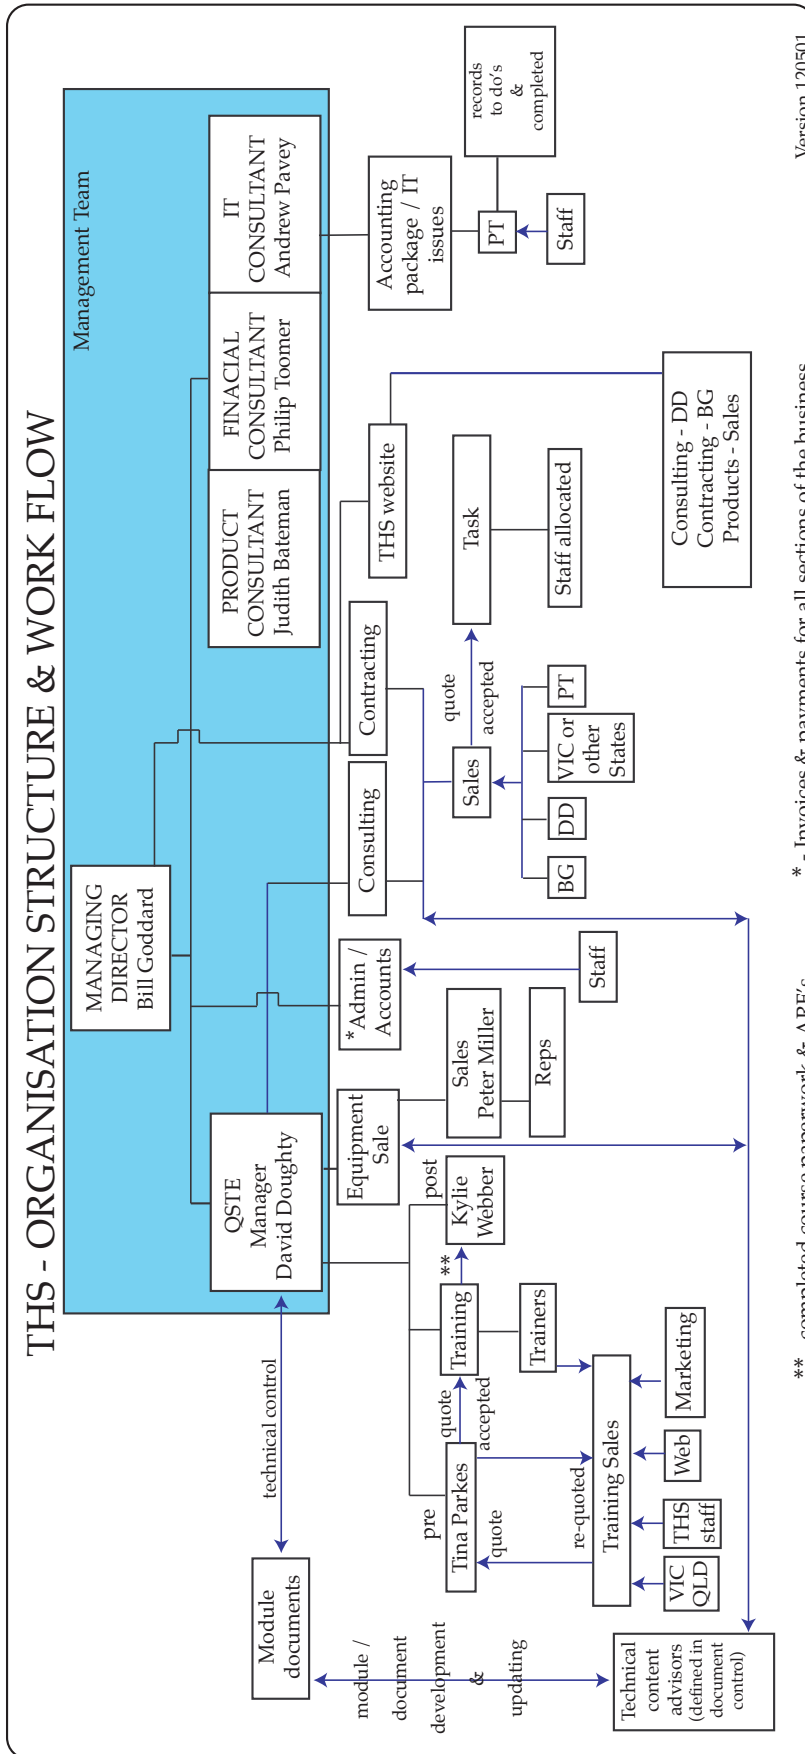 THS - ORGANISATION STRUCTURE & WORK FLOW
Management Team
MANAGING
DIRECTOR
Bill Goddard
QSTE
Manager
David Doughty
PRODUCT
CONSULTANT
Judith Bateman
FINACIAL
CONSULTANT
Philip Toomer
IT
CONSULTANT
Andrew Pavey
technical control
Module
documents
module /
document
development
&
updating
Technical
content
advisors
(defined in
document
control)
pre
Tina Parkes
quote
accepted
Training
**
post
Kylie
Webber
Trainers
quote
re-quoted
Training Sales
VIC
QLD
THS
staff
Web
Marketing
Equipment
Sale
Sales
Peter Miller
Reps
*Admin /
Accounts
Staff
Consulting
Contracting
Sales
quote
accepted
Task
Staff allocated
BG
DD
VIC or
other
States
PT
THS website
Consulting - DD
Contracting - BG
Products - Sales
Accounting
package / IT
issues
PT
Staff
records
to do's
&
completed
** - completed course paperwork & ARF's
* - Invoices & payments for all sections of the business
Version 120501